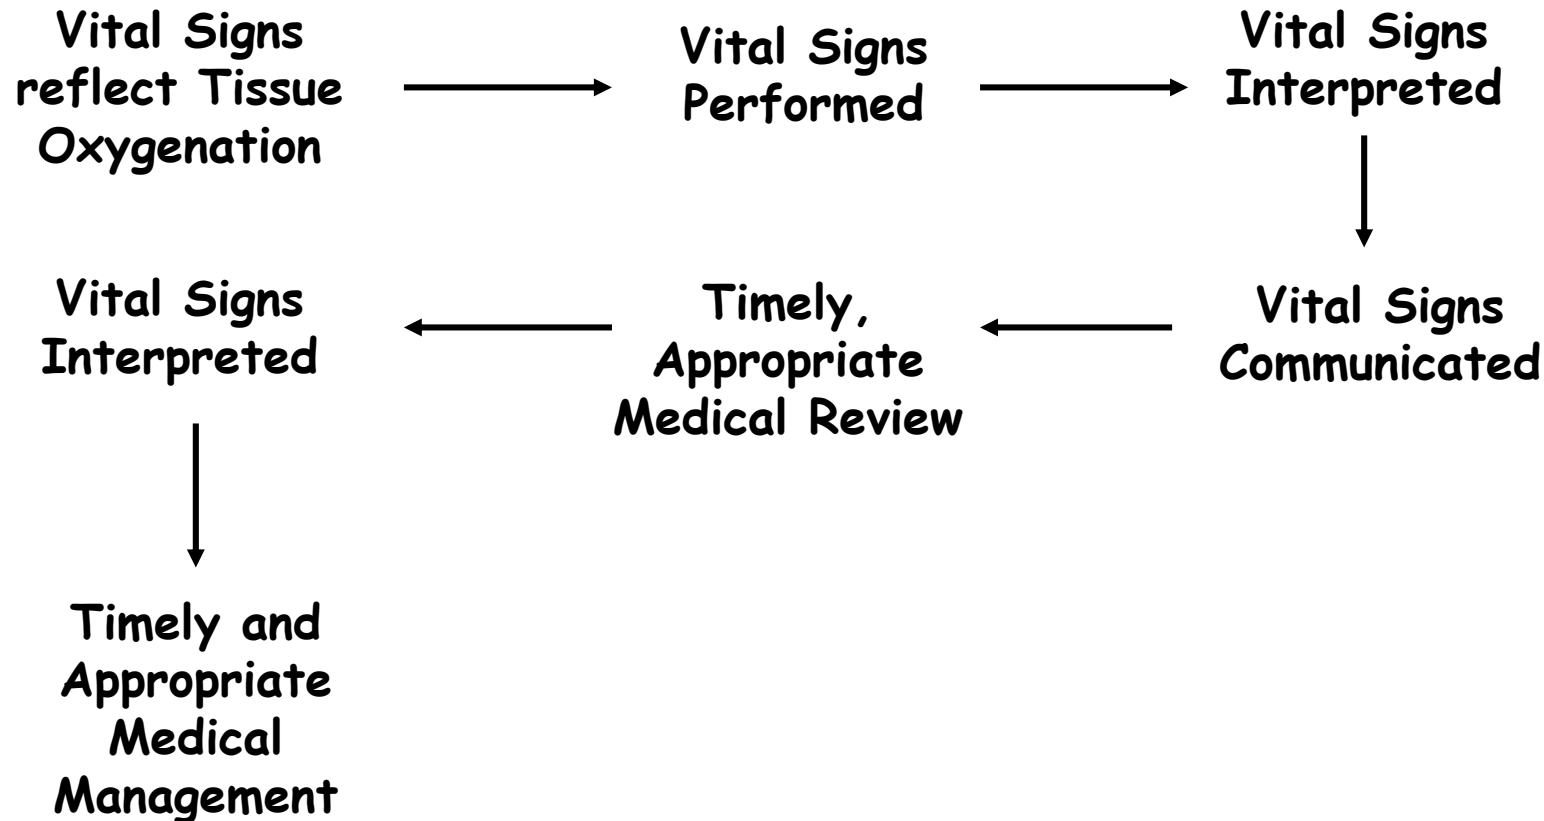 Vital Signs
reflect Tissue
Oxygenation
Vital Signs
Performed
Vital Signs
Interpreted
Vital Signs
Communicated
Timely,
Appropriate
Medical Review
Vital Signs
Interpreted
Timely and
Appropriate
Medical
Management